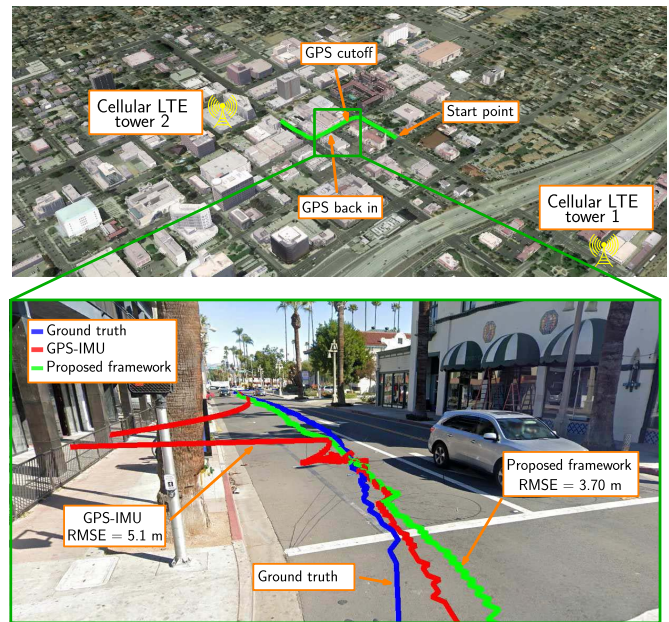 GPS cutoff
Cellular LTE
tower 2
Start point
GPS back in
Cellular LTE
tower 1
Ground truth
GPS-IMU
Proposed framework
Proposed framework
RMSE = 3.70 m
GPS-IMU
RMSE = 5.1 m
Ground truth